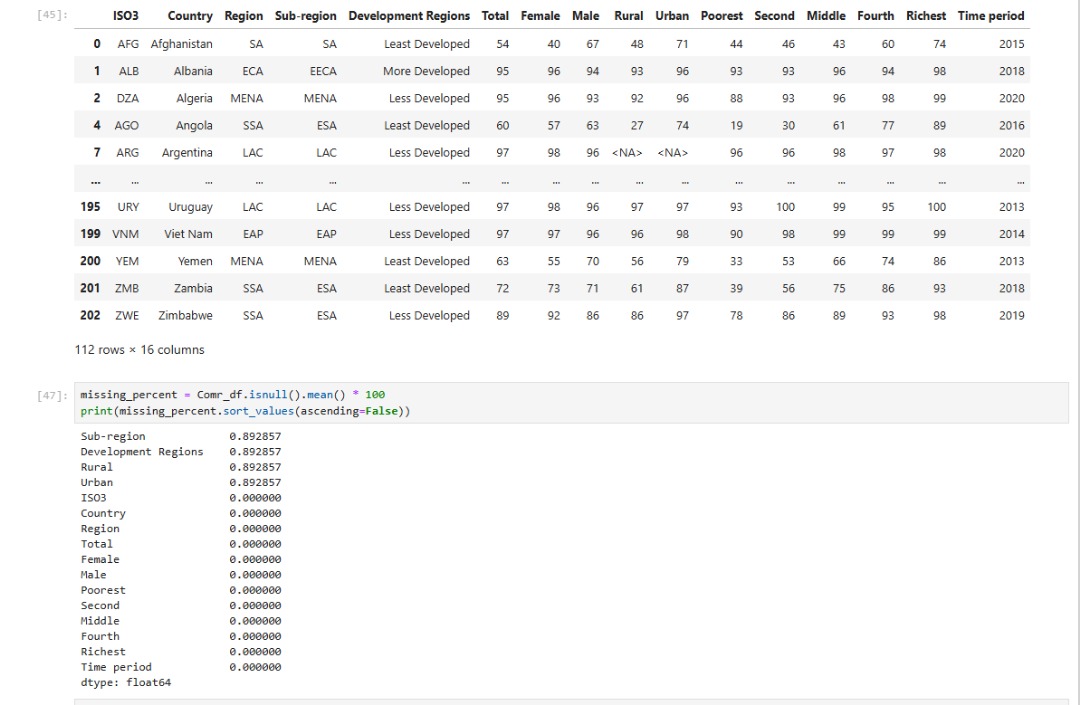 [45]:
ISO3 Country Region Sub-region Development Regions Total Female Male Rural Urban Poorest Second Middle Fourth Richest Time period
0 AFG Afghanistan SA SA Least Developed 54 40 67 48 71 44 46 43 60 74 2015
1 ALB Albania ECA EECA More Developed 95 96 94 93 96 93 93 96 94 98 2018
2 DZA Algeria MENA MENA Less Developed 95 96 93 92 96 88 93 96 98 99 2020
4 AGO Angola SSA ESA Least Developed 60 57 63 27 74 19 30 61 77 89 2016
7 ARG Argentina LAC LAC Less Developed 97 98 96 <NA> <NA> 96 96 98 97 98 2020
... ... ... ... ... ... ... ... ... ... ... ... ... ... ... ... ...
195 URY Uruguay LAC LAC Less Developed 97 98 96 97 97 93 100 99 95 100 2013
199 VNM Viet Nam EAP EAP Less Developed 97 97 96 96 98 90 98 99 99 99 2014
200 YEM Yemen MENA MENA Least Developed 63 55 70 56 79 33 53 66 74 86 2013
201 ZMB Zambia SSA ESA Least Developed 72 73 71 61 87 39 56 75 86 93 2018
202 ZWE Zimbabwe SSA ESA Less Developed 89 92 86 86 97 78 86 89 93 98 2019
112 rows × 16 columns
[47]:
missing_percent = Comr_df.isnull().mean() * 100
print(missing_percent.sort_values(ascending=False))
Sub-region 0.892857
Development Regions 0.892857
Rural 0.892857
Urban 0.892857
ISO3 0.000000
Country 0.000000
Region 0.000000
Total 0.000000
Female 0.000000
Male 0.000000
Poorest 0.000000
Second 0.000000
Middle 0.000000
Fourth 0.000000
Richest 0.000000
Time period 0.000000
dtype: float64